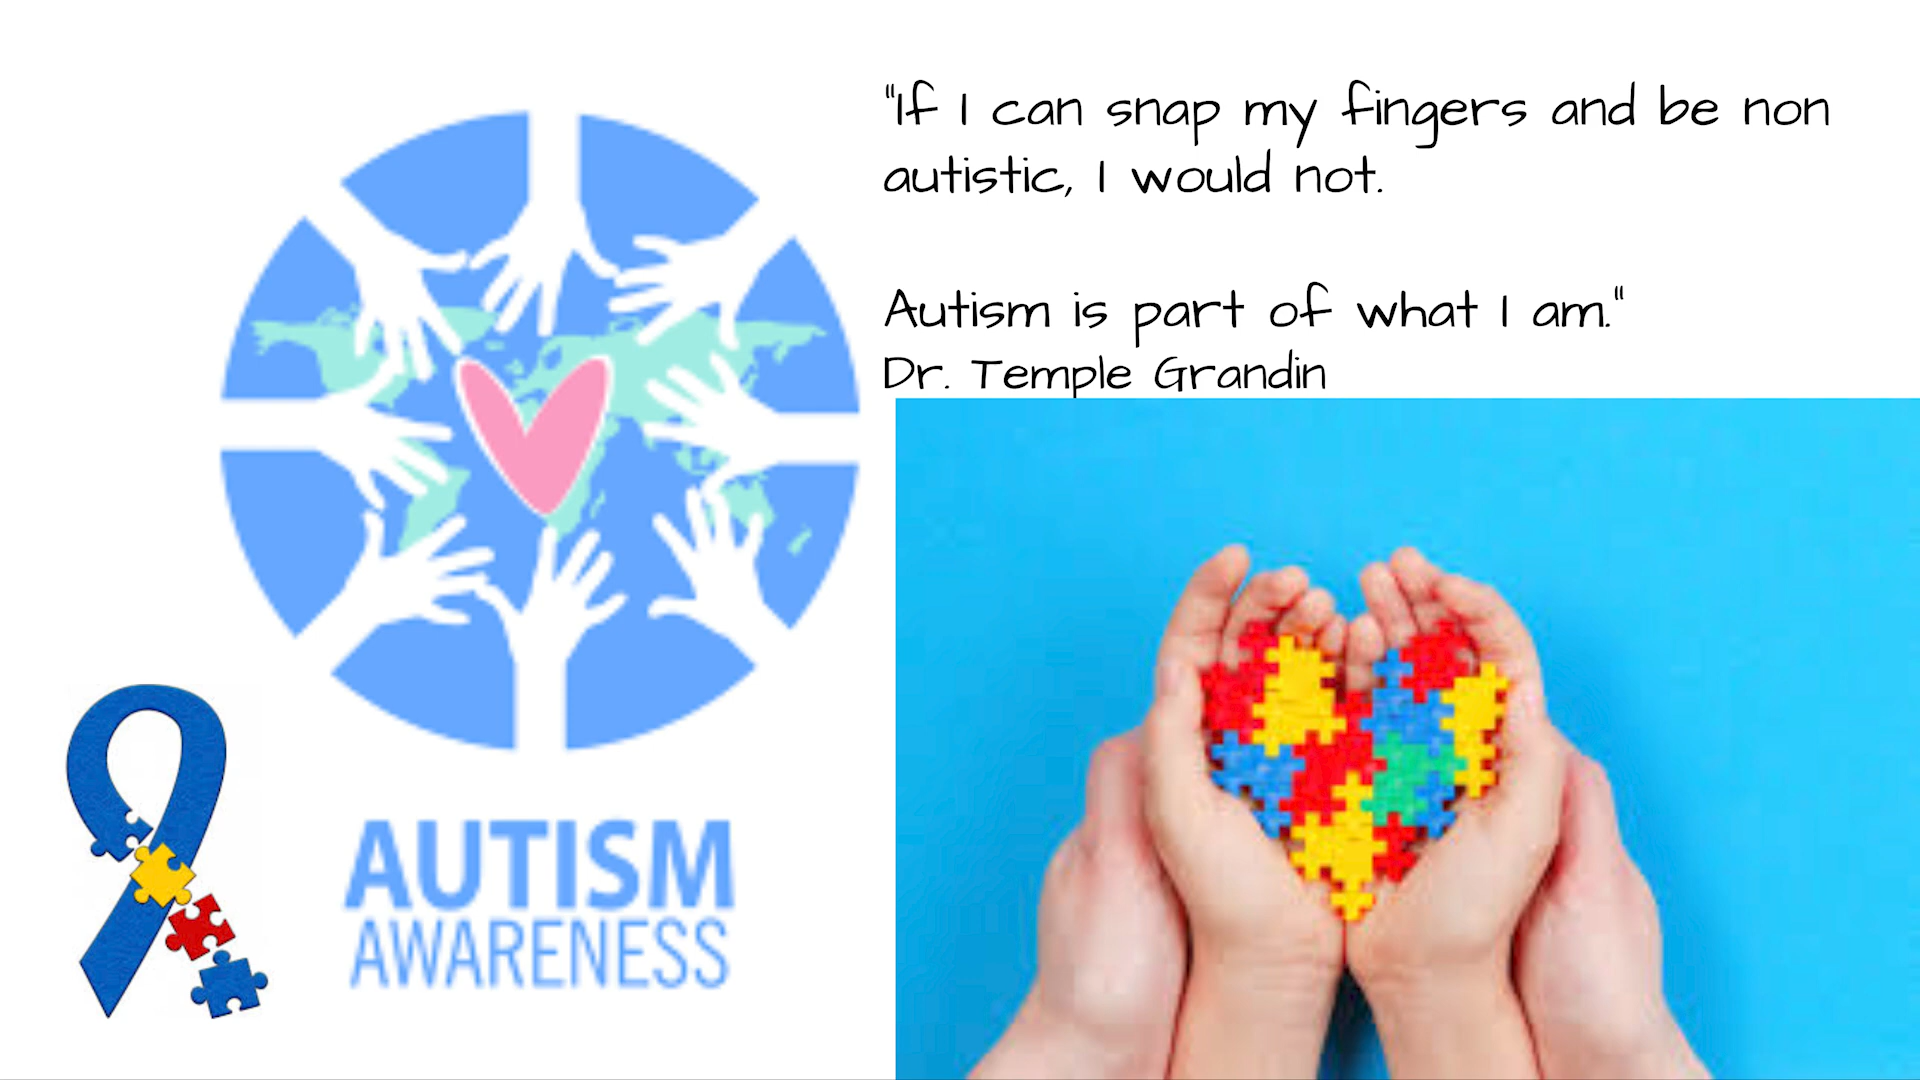 "If I can snap my fingers and be non
autistic, I would not.
Autism is part of what I am."
Dr. Temple Grandin
AUTISM
AWARENESS